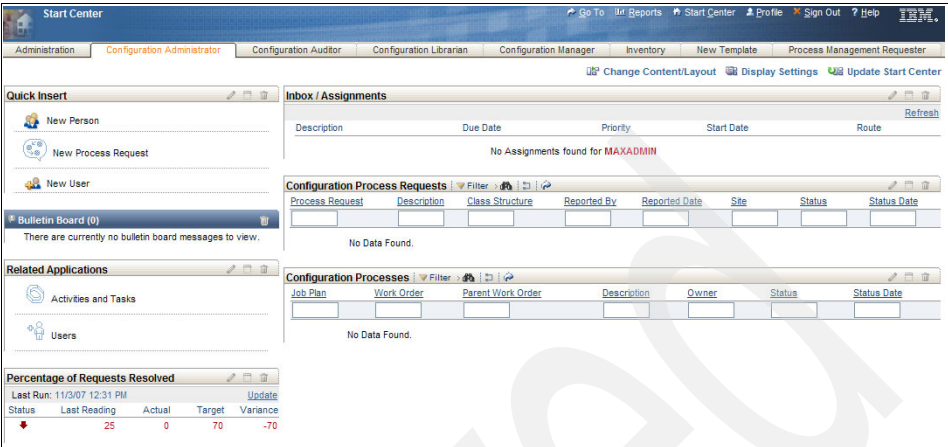 Start Center
Go To Reports Start Center Profile Sign Out ? Help IBM.
Administration Configuration Administrator Configuration Auditor Configuration Librarian Configuration Manager Inventory New Template Process Management Requester
Change Content/Layout Display Settings Update Start Center
Quick Insert
New Person
New Process Request
New User
Bulletin Board (0)
There are currently no bulletin board messages to view.
Related Applications
Activities and Tasks
Users
Percentage of Requests Resolved
Last Run: 11/3/07 12:31 PM Update
Status Last Reading Actual Target Variance
25 0 70 -70
Inbox / Assignments
Refresh
Description Due Date Priority Start Date Route
No Assignments found for MAXADMIN
Configuration Process Requests Filter
Process Request Description Class Structure Reported By Reported Date Site Status Status Date
No Data Found.
Configuration Processes Filter
Job Plan Work Order Parent Work Order Description Owner Status Status Date
No Data Found.